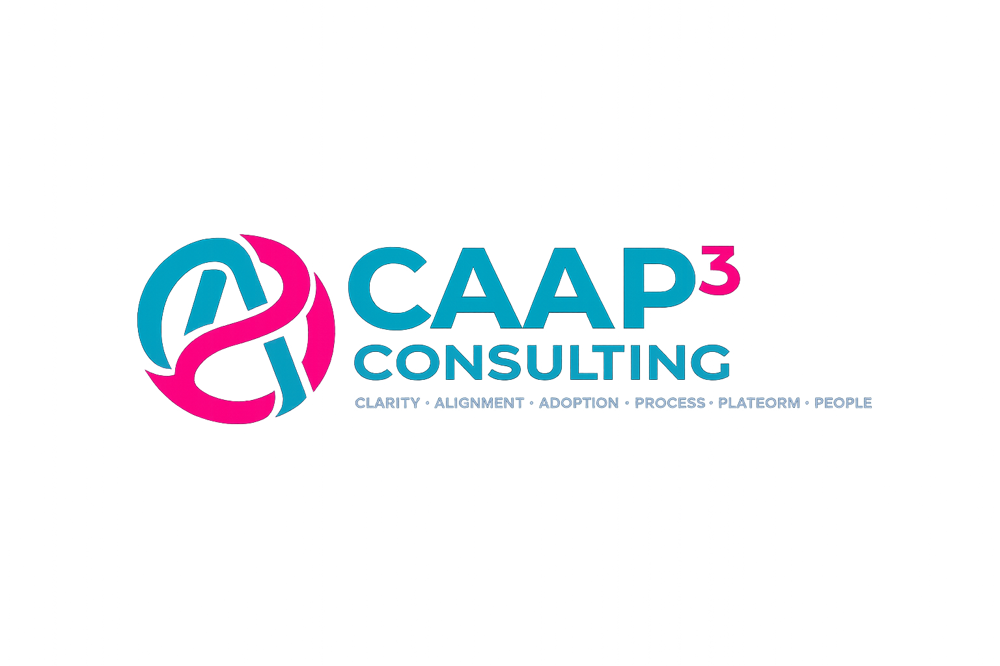 CAAP³
CONSULTING
CLARITY • ALIGNMENT • ADOPTION • PROCESS • PLATEORM • PEOPLE